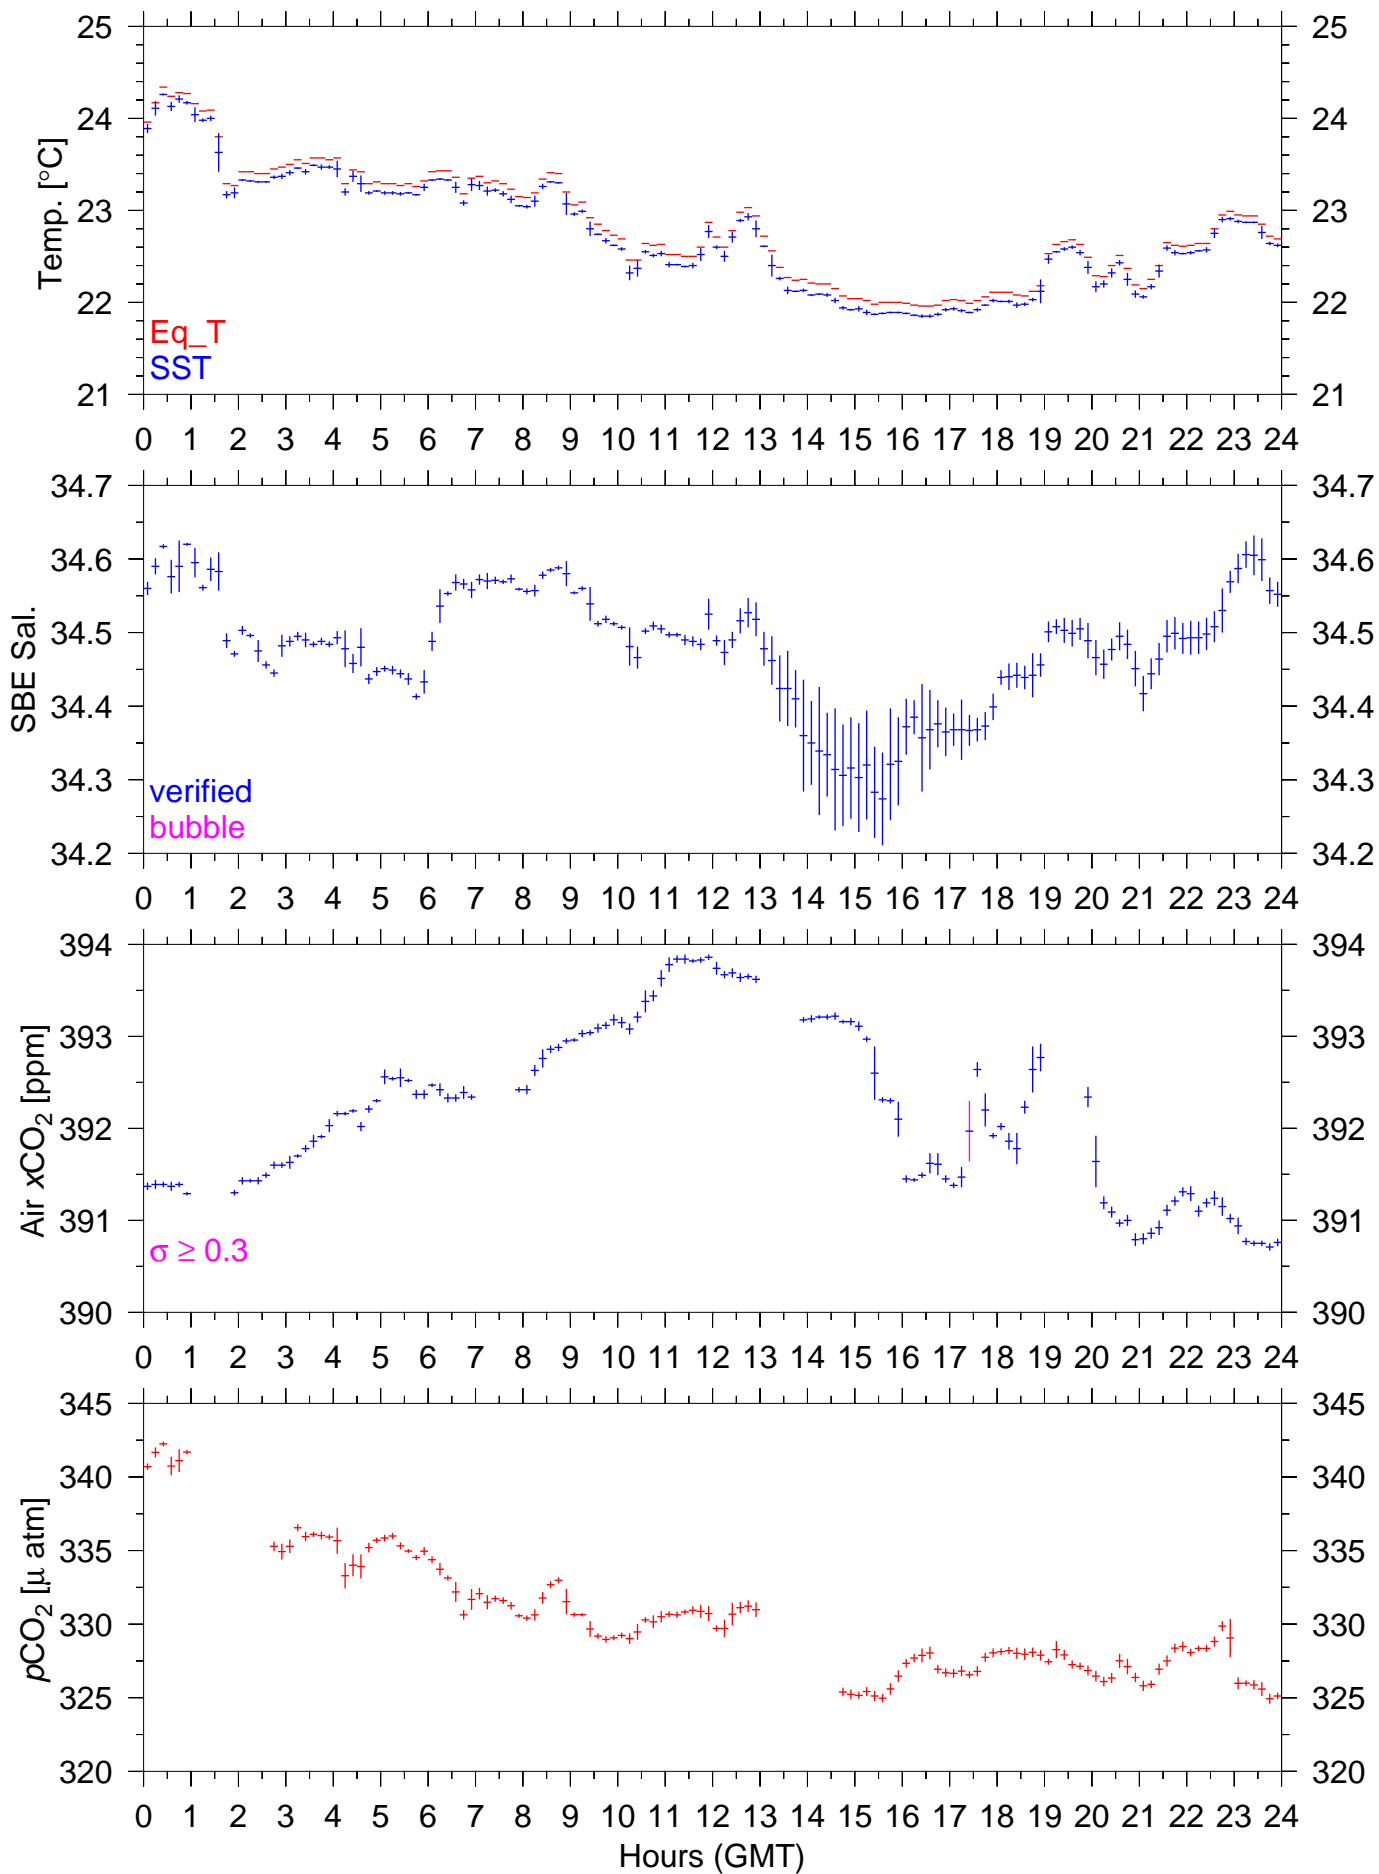 25 25
24 24
23 23
22 22
21 21
Temp. [°C]
Eq_T
SST
0 1 2 3 4 5 6 7 8 9 10 11 12 13 14 15 16 17 18 19 20 21 22 23 24
34.7 34.7
34.6 34.6
34.5 34.5
34.4 34.4
34.3 34.3
34.2 34.2
SBE Sal.
verified
bubble
0 1 2 3 4 5 6 7 8 9 10 11 12 13 14 15 16 17 18 19 20 21 22 23 24
394 394
393 393
392 392
391 391
390 390
Air xCO₂ [ppm]
σ ≥ 0.3
0 1 2 3 4 5 6 7 8 9 10 11 12 13 14 15 16 17 18 19 20 21 22 23 24
345 345
340 340
335 335
330 330
325 325
320 320
pCO₂ [μ atm]
0 1 2 3 4 5 6 7 8 9 10 11 12 13 14 15 16 17 18 19 20 21 22 23 24
Hours (GMT)